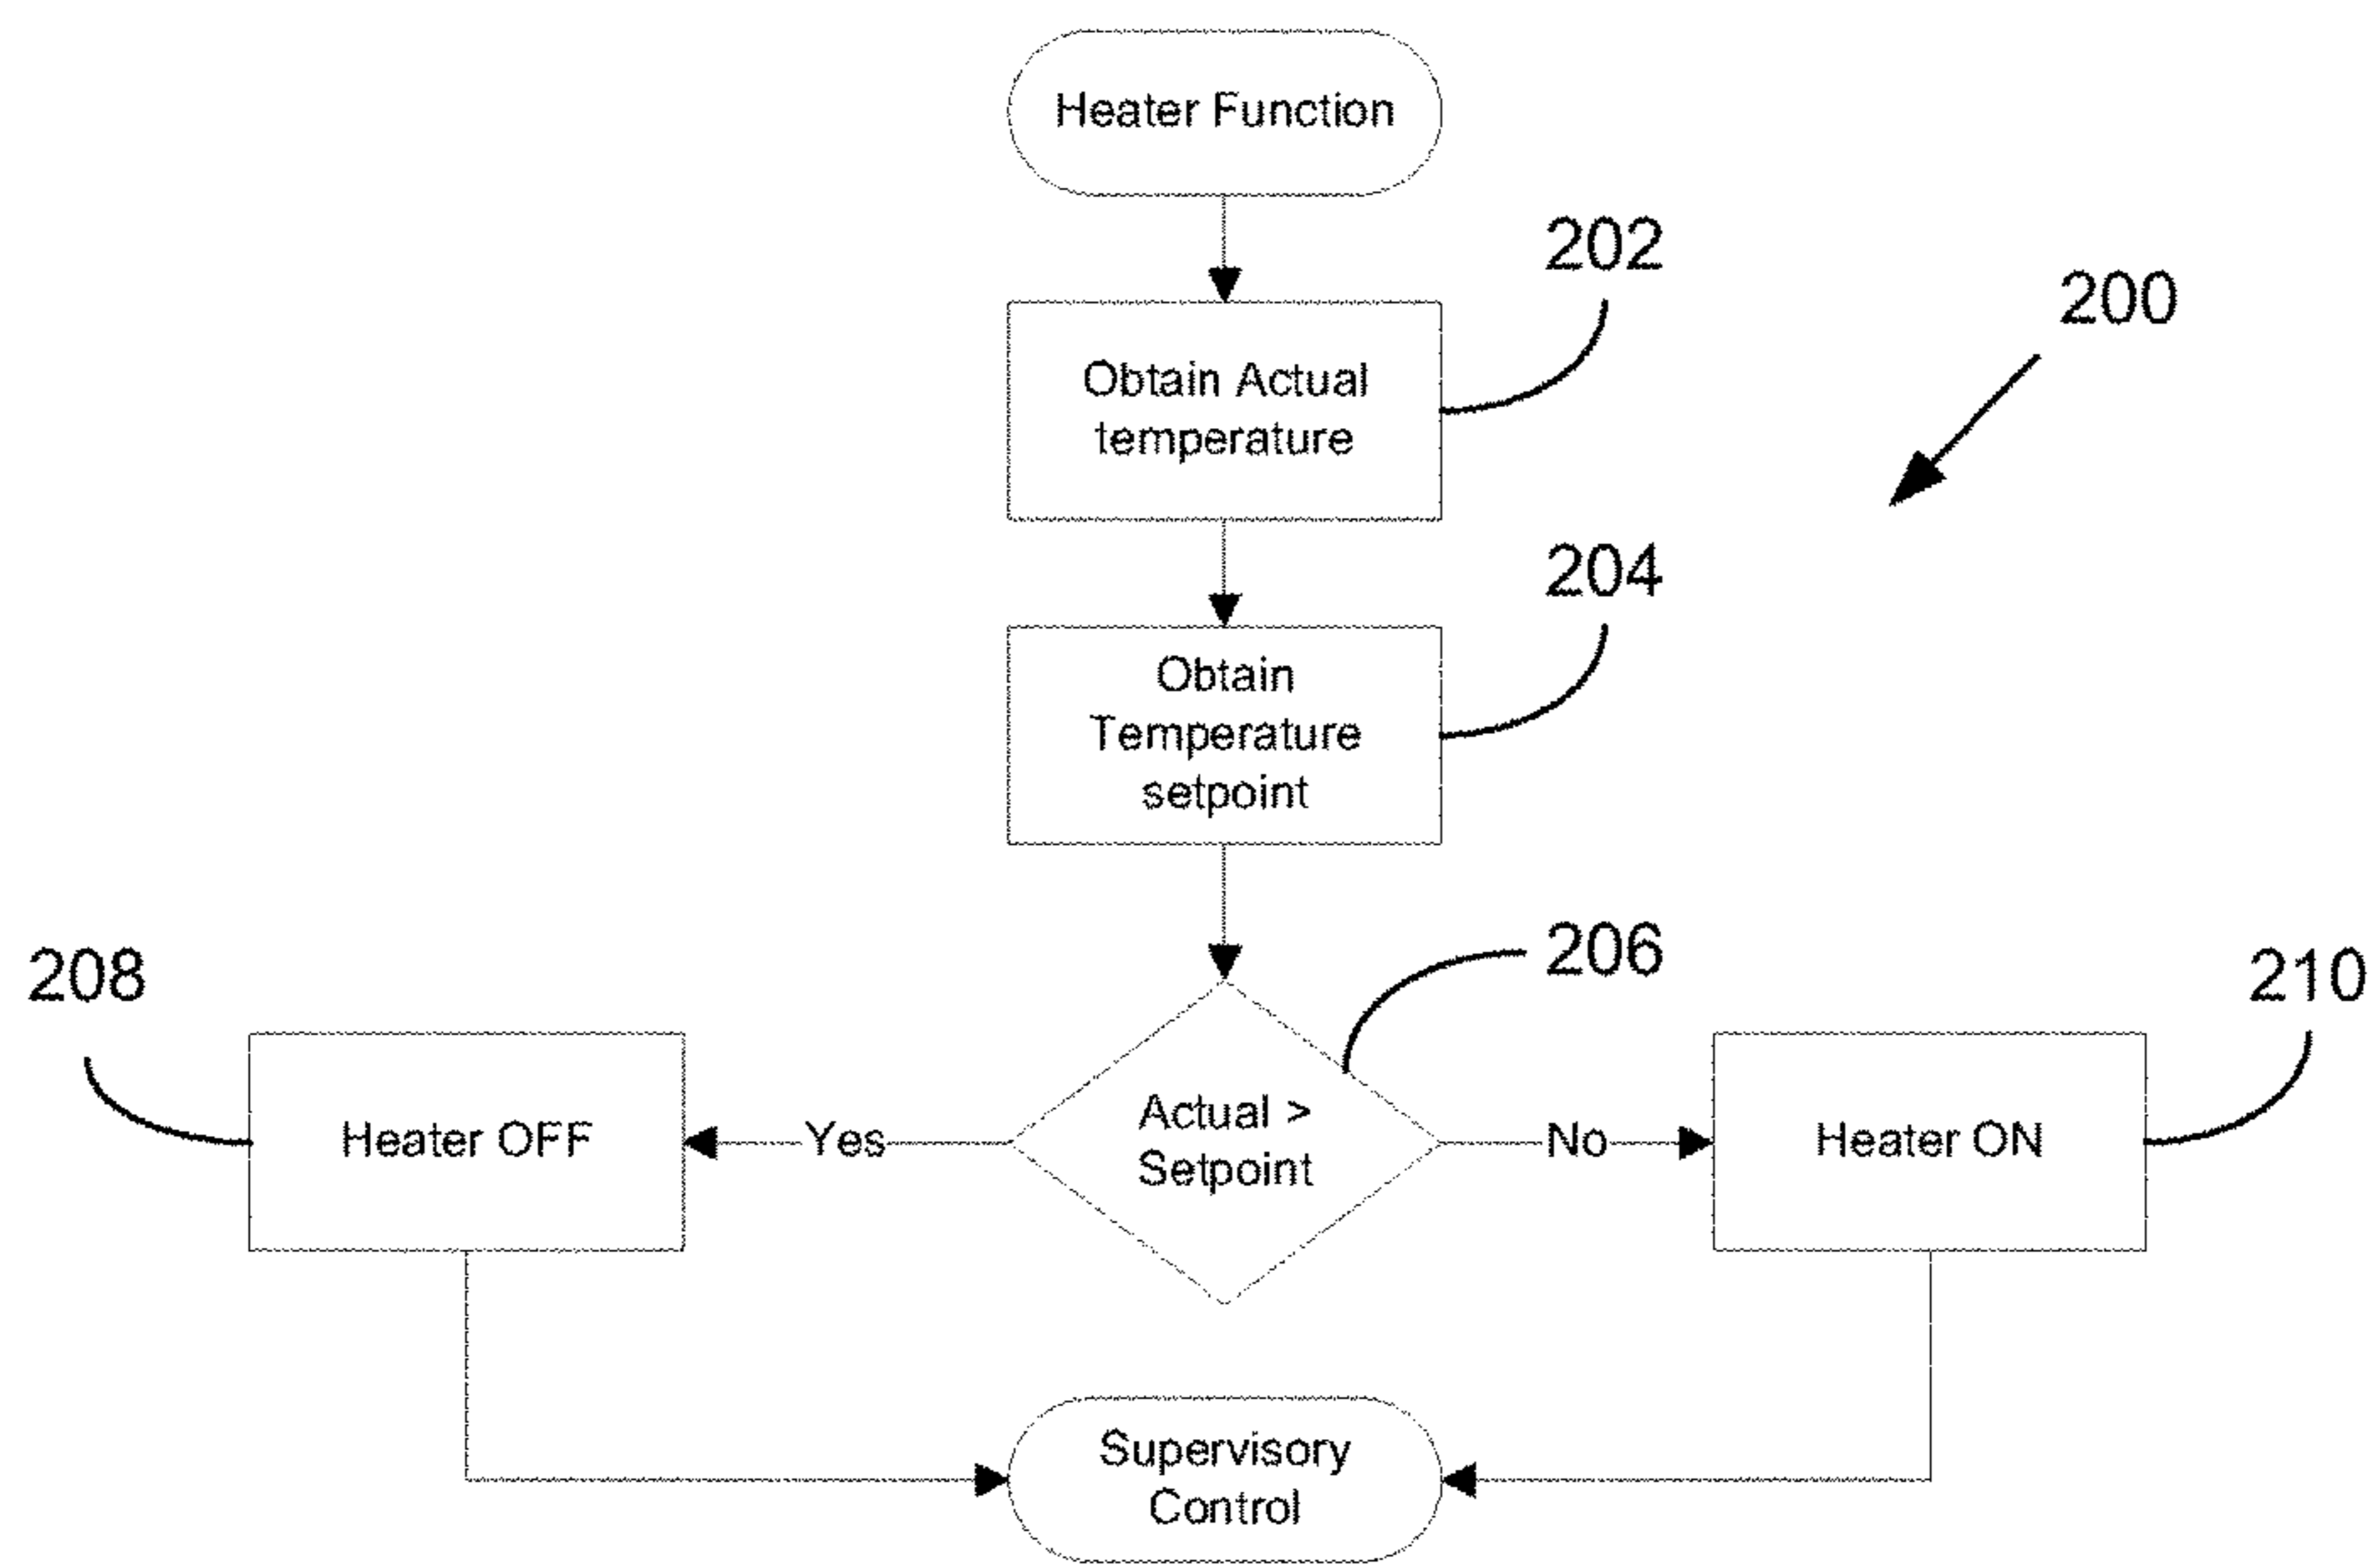 Heater Function
202
200
Obtain Actual
temperature
204
Obtain
Temperature
setpoint
206
208
210
Actual >
Setpoint
Heater OFF
Yes
No
Heater ON
Supervisory
Control